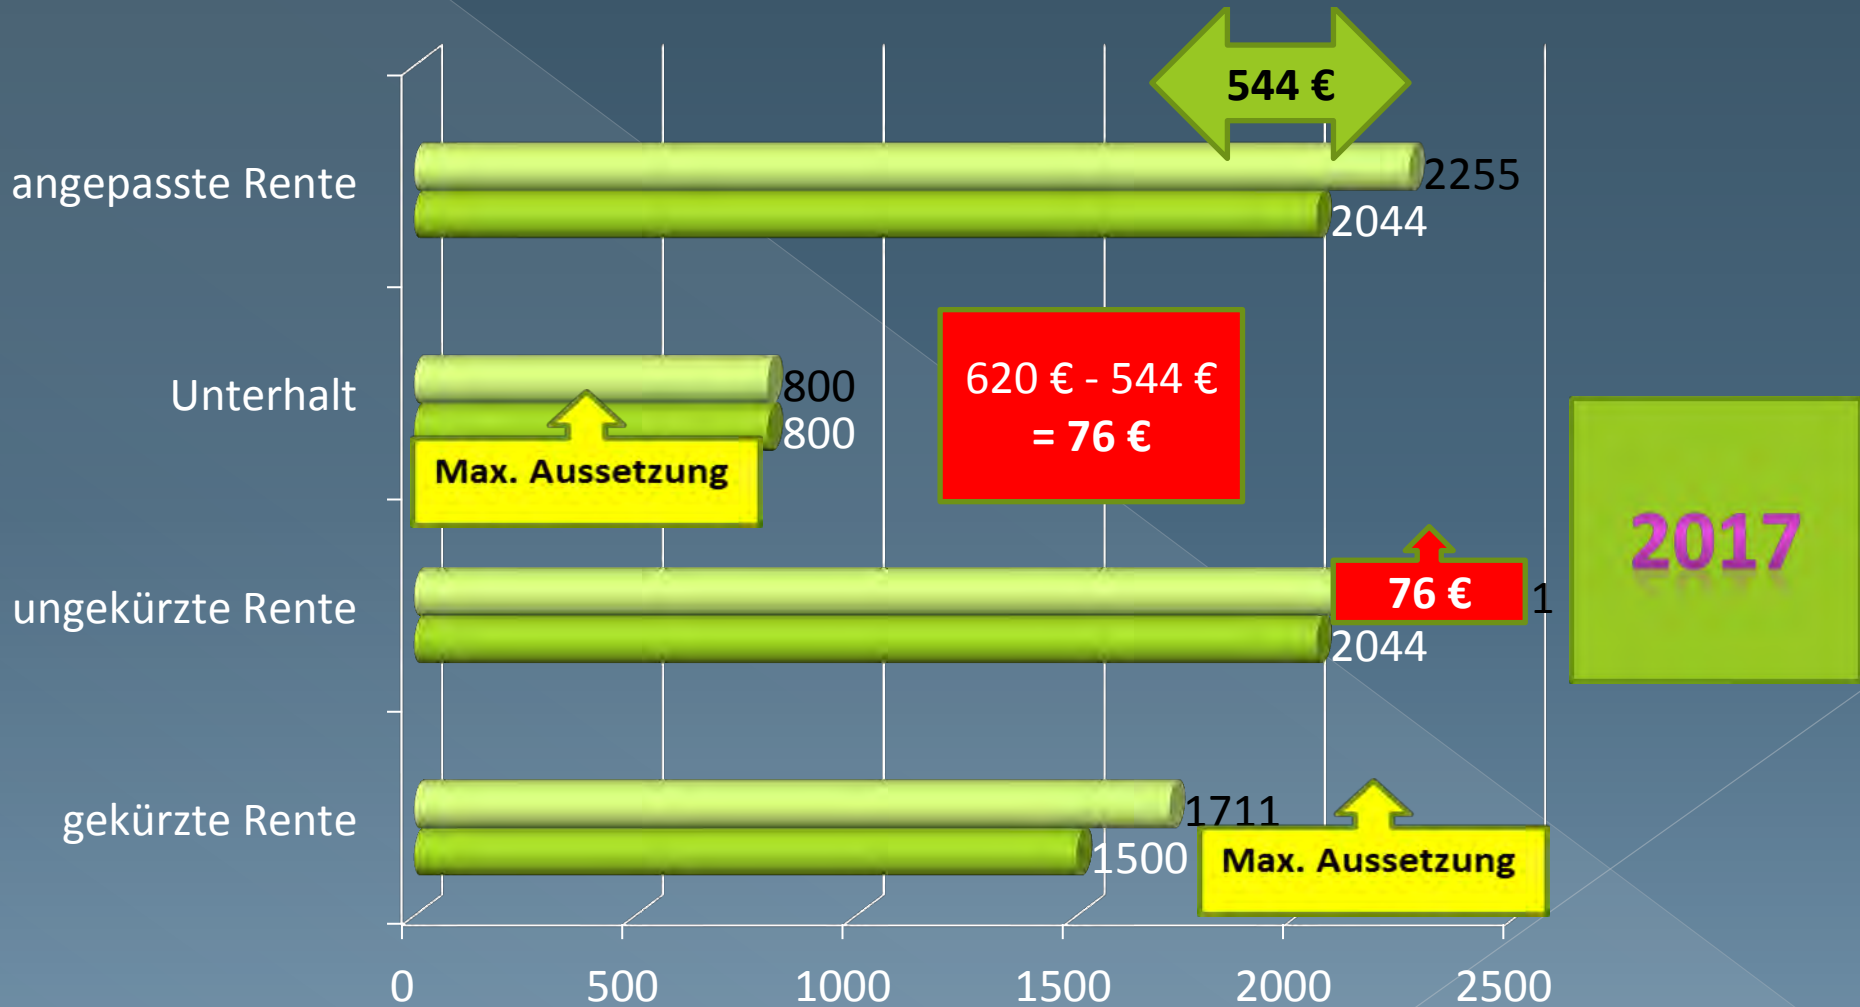 544 €
angepasste Rente
2255
2044
Unterhalt
800
800
Max. Aussetzung
620 € - 544 €
= 76 €
2017
ungekürzte Rente
76 €
1
2044
gekürzte Rente
1711
1500
Max. Aussetzung
0 500 1000 1500 2000 2500